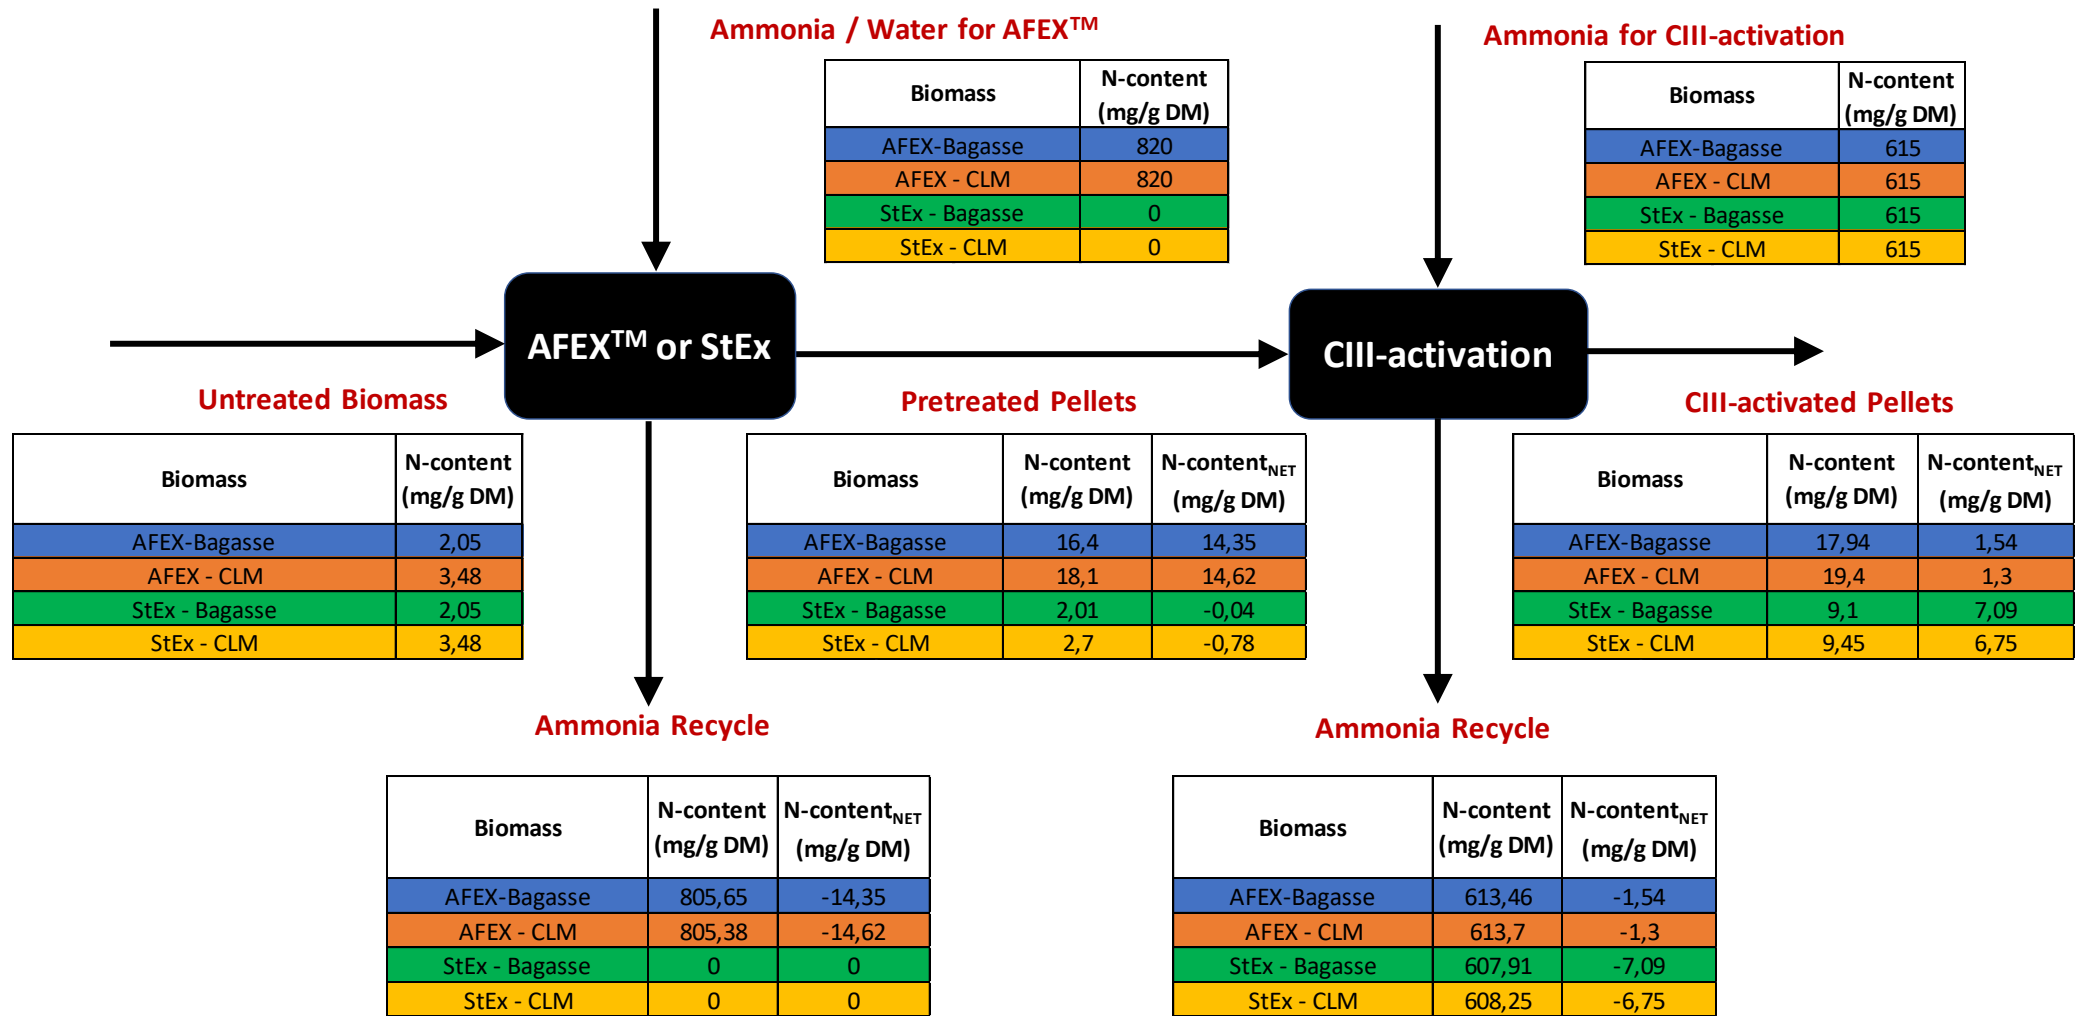 Ammonia / Water for AFEX™
Biomass N-content (mg/g DM)
AFEX-Bagasse 820
AFEX - CLM 820
StEx - Bagasse 0
StEx - CLM 0
Ammonia for CIII-activation
Biomass N-content (mg/g DM)
AFEX-Bagasse 615
AFEX - CLM 615
StEx - Bagasse 615
StEx - CLM 615
AFEX™ or StEx
CIII-activation
Untreated Biomass
Biomass N-content (mg/g DM)
AFEX-Bagasse 2,05
AFEX - CLM 3,48
StEx - Bagasse 2,05
StEx - CLM 3,48
Pretreated Pellets
Biomass N-content (mg/g DM) N-contentNET (mg/g DM)
AFEX-Bagasse 16,4 14,35
AFEX - CLM 18,1 14,62
StEx - Bagasse 2,01 -0,04
StEx - CLM 2,7 -0,78
CIII-activated Pellets
Biomass N-content (mg/g DM) N-contentNET (mg/g DM)
AFEX-Bagasse 17,94 1,54
AFEX - CLM 19,4 1,3
StEx - Bagasse 9,1 7,09
StEx - CLM 9,45 6,75
Ammonia Recycle
Biomass N-content (mg/g DM) N-contentNET (mg/g DM)
AFEX-Bagasse 805,65 -14,35
AFEX - CLM 805,38 -14,62
StEx - Bagasse 0 0
StEx - CLM 0 0
Ammonia Recycle
Biomass N-content (mg/g DM) N-contentNET (mg/g DM)
AFEX-Bagasse 613,46 -1,54
AFEX - CLM 613,7 -1,3
StEx - Bagasse 607,91 -7,09
StEx - CLM 608,25 -6,75